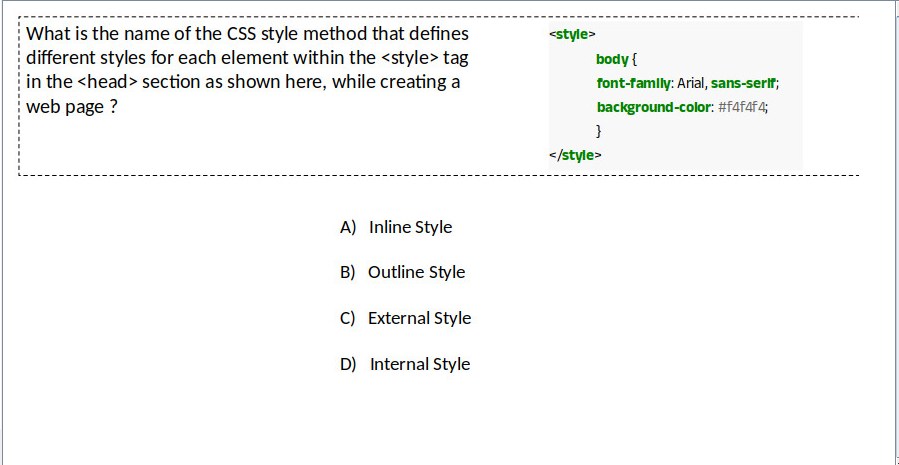 What is the name of the CSS style method that defines
different styles for each element within the <style> tag
in the <head> section as shown here, while creating a
web page ?
<style>
body {
font-family: Arial, sans-serif;
background-color: #f4f4f4;
}
</style>
A) Inline Style
B) Outline Style
C) External Style
D) Internal Style